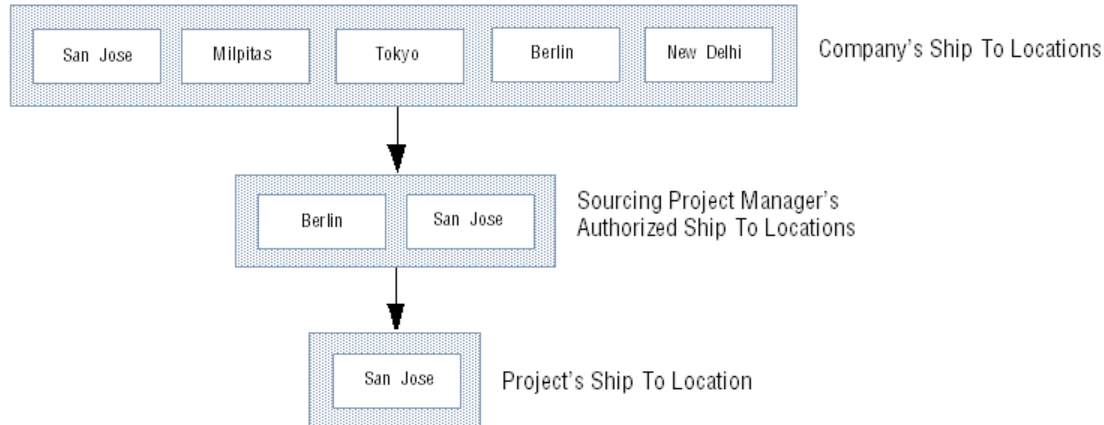 San Jose
Milpitas
Tokyo
Berlin
New Delhi
Company's Ship To Locations
Berlin
San Jose
Sourcing Project Manager's
Authorized Ship To Locations
San Jose
Project's Ship To Location